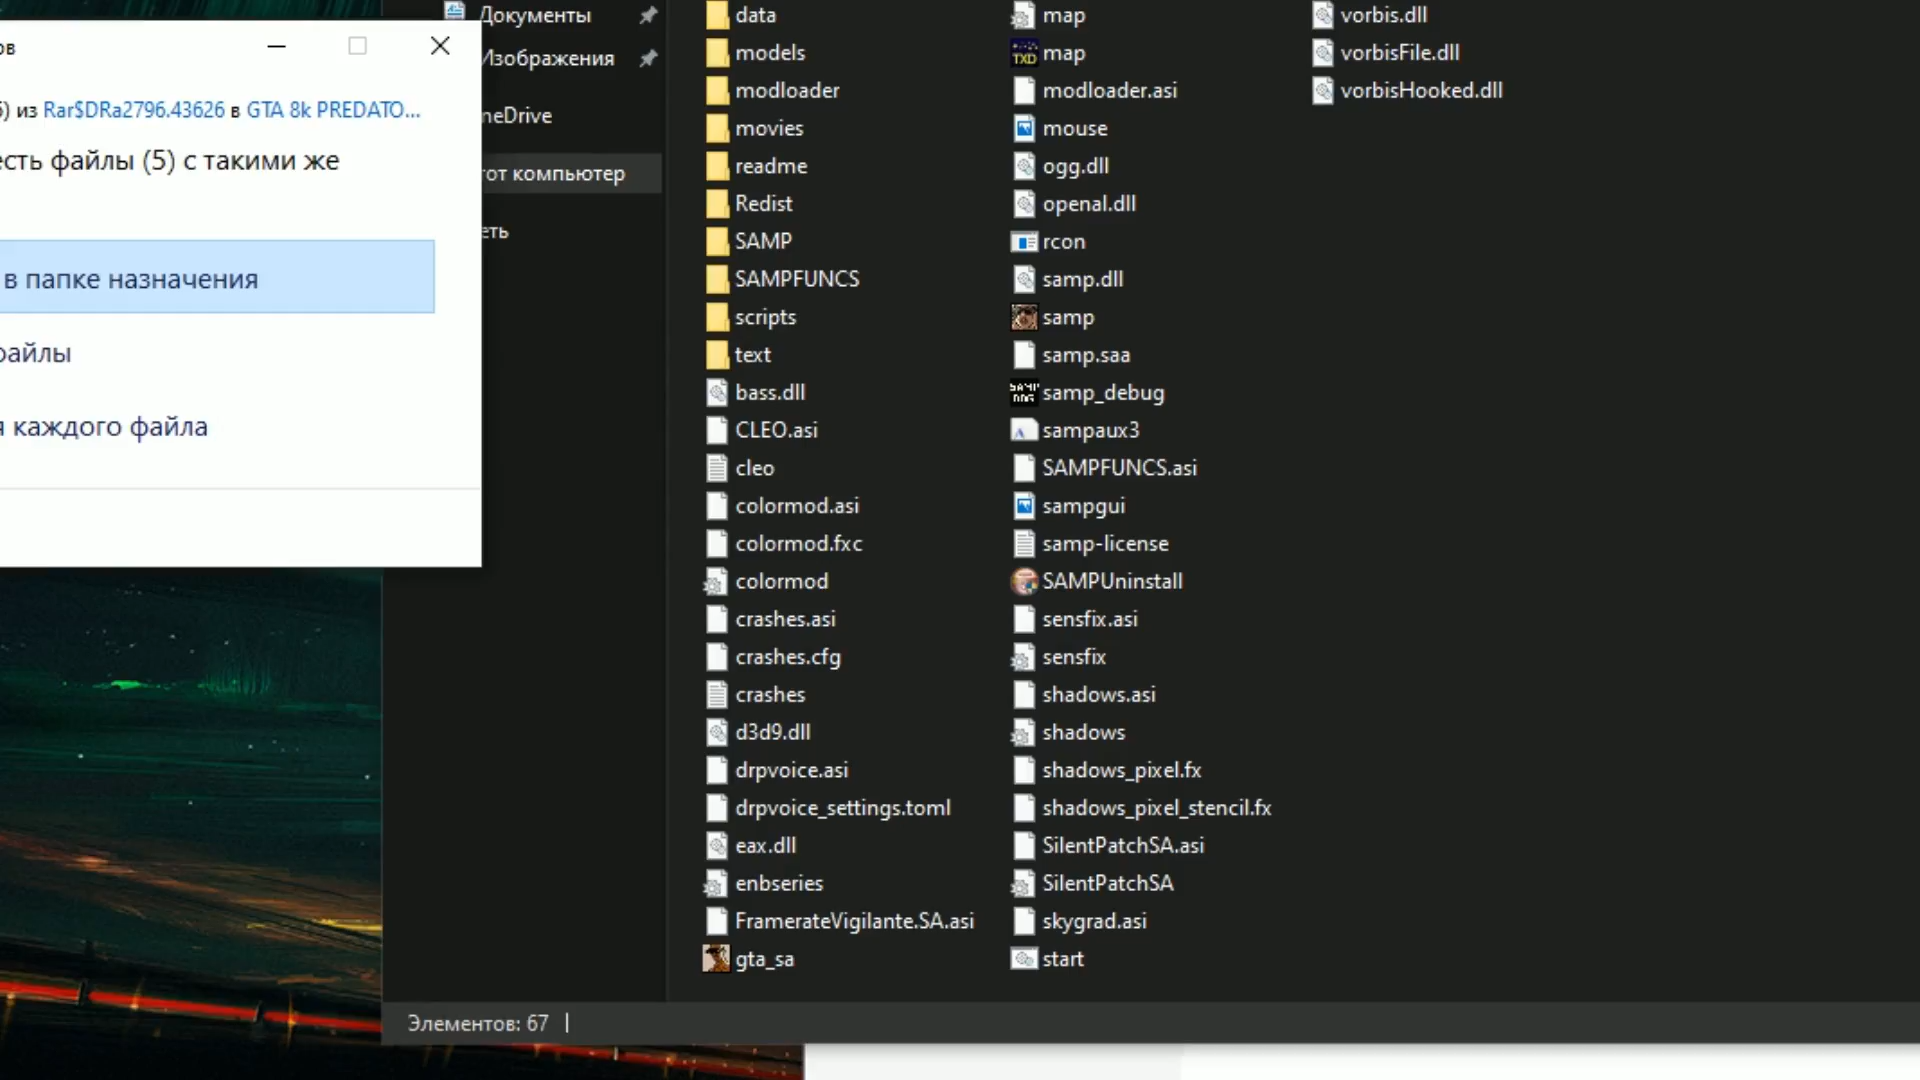 ов
5) из Rar$DRa2796.43626 в GTA 8k PREDATO...
есть файлы (5) с такими же
в папке назначения
файлы
я каждого файла
Документы
Изображения
neDrive
тот компьютер
еть
data
models
modloader
movies
readme
Redist
SAMP
SAMPFUNCS
scripts
text
bass.dll
CLEO.asi
cleo
colormod.asi
colormod.fxc
colormod
crashes.asi
crashes.cfg
crashes
d3d9.dll
drpvoice.asi
drpvoice_settings.toml
eax.dll
enbseries
FramerateVigilante.SA.asi
gta_sa
map
TXD
map
modloader.asi
mouse
ogg.dll
openal.dll
rcon
samp.dll
samp
samp.saa
samp_debug
sampaux3
SAMPFUNCS.asi
sampgui
samp-license
SAMPUninstall
sensfix.asi
sensfix
shadows.asi
shadows
shadows_pixel.fx
shadows_pixel_stencil.fx
SilentPatchSA.asi
SilentPatchSA
skygrad.asi
start
vorbis.dll
vorbisFile.dll
vorbisHooked.dll
Элементов: 67